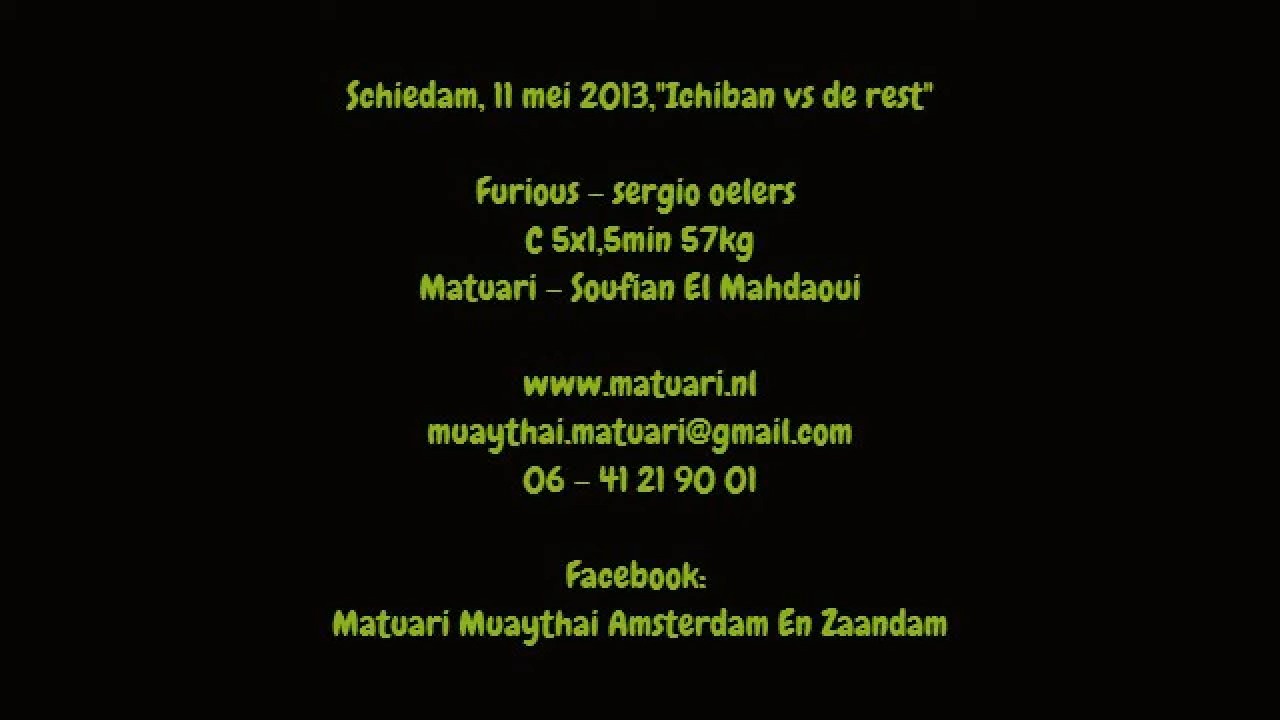 Schiedam, 11 mei 2013,"Ichiban vs de rest"
Furious – sergio oelers
C 5x1,5min 57kg
Matuari – Soufian El Mahdaoui
www.matuari.nl
muaythai.matuari@gmail.com
06 – 41 21 90 01
Facebook:
Matuari Muaythai Amsterdam En Zaandam